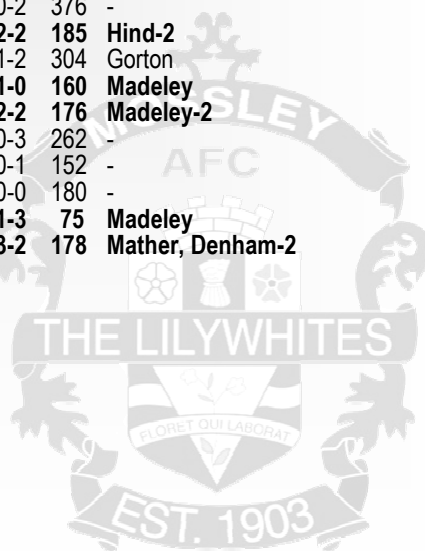 0-2 376 -
2-2 185 Hind-2
1-2 304 Gorton
1-0 160 Madeley
2-2 176 Madeley-2
0-3 262 -
0-1 152 -
0-0 180 -
1-3 75 Madeley
3-2 178 Mather, Denham-2
MOSSLEY
AFC
THE LILYWHITES
FLORET QUI LABORAT
EST. 1903